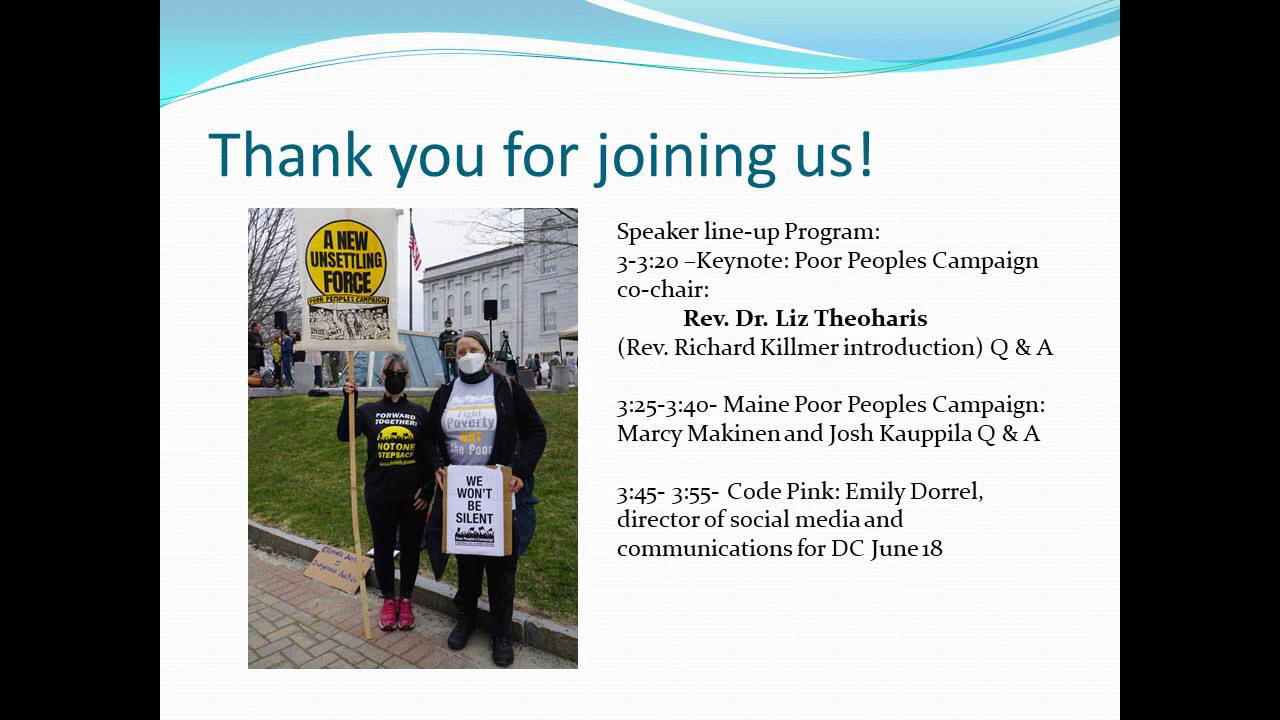 Thank you for joining us!
A NEW
UNSETTLING
FORCE
POOR PEOPLE'S CAMPAIGN
FORWARD
TOGETHER!
NOT ONE
STEP BACK
Fight
Poverty
NOT
the Poor
WE
WON'T
BE
SILENT
Poor People's Campaign
Speaker line-up Program:
3-3:20 –Keynote: Poor Peoples Campaign
co-chair:
Rev. Dr. Liz Theoharis
(Rev. Richard Killmer introduction) Q & A
3:25-3:40- Maine Poor Peoples Campaign:
Marcy Makinen and Josh Kauppila Q & A
3:45- 3:55- Code Pink: Emily Dorrel,
director of social media and
communications for DC June 18